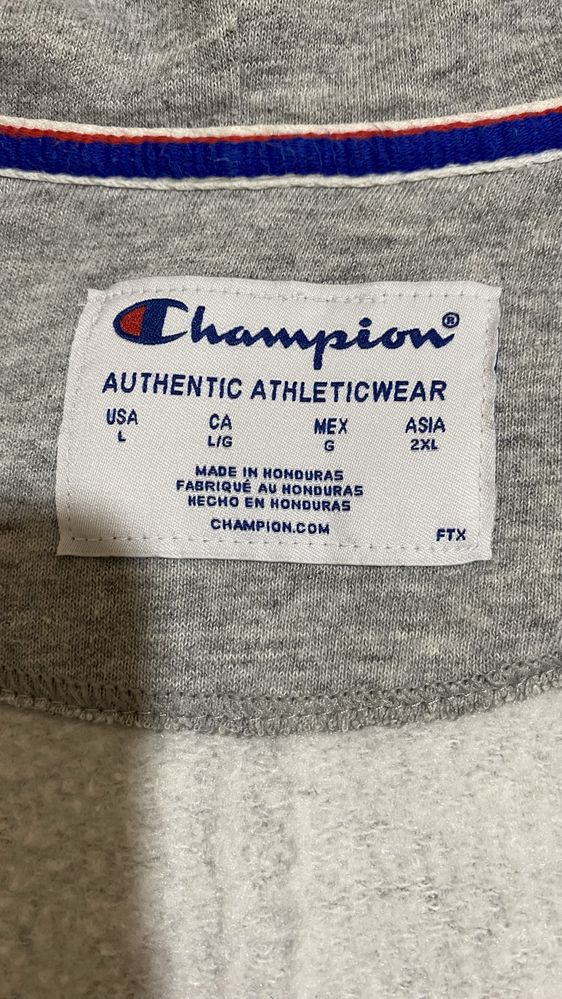 Champion®
AUTHENTIC ATHLETICWEAR
USA CA MEX ASIA
L L/G G 2XL
MADE IN HONDURAS
FABRIQUÉ AU HONDURAS
HECHO EN HONDURAS
CHAMPION.COM
FTX